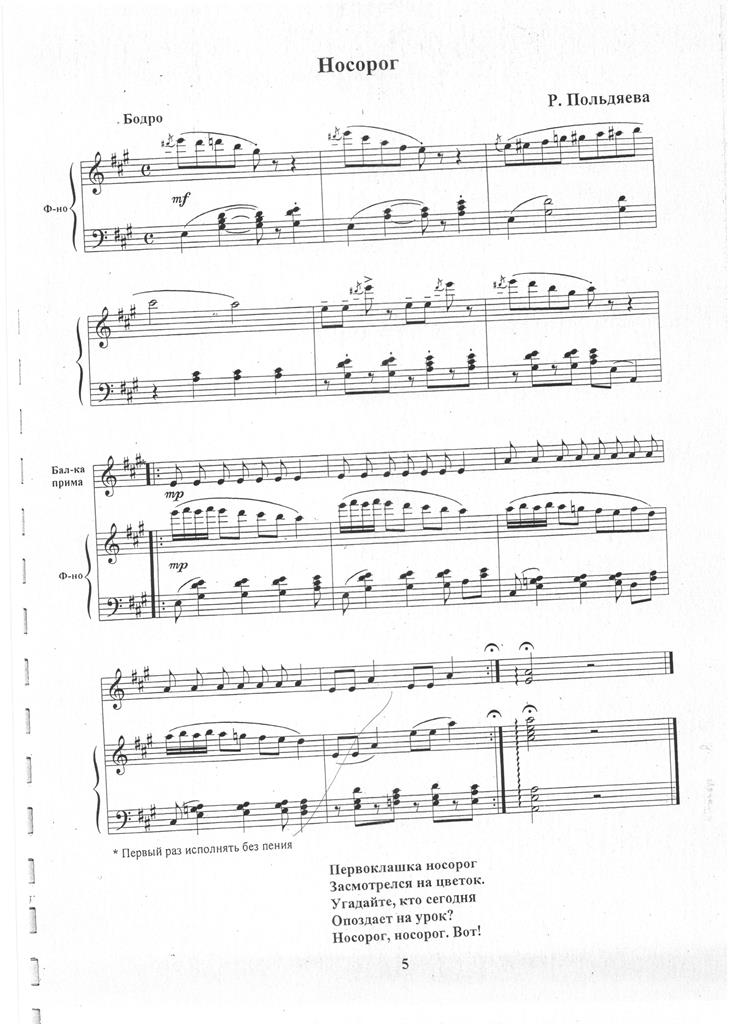 Носорог
Р. Польдяева
Бодро
Ф-но
mf
Бал-ка
прима
mp
Ф-но
mp
* Первый раз исполнять без пения
Первоклашка носорог
Засмотрелся на цветок.
Угадайте, кто сегодня
Опоздает на урок?
Носорог, носорог. Вот!
5